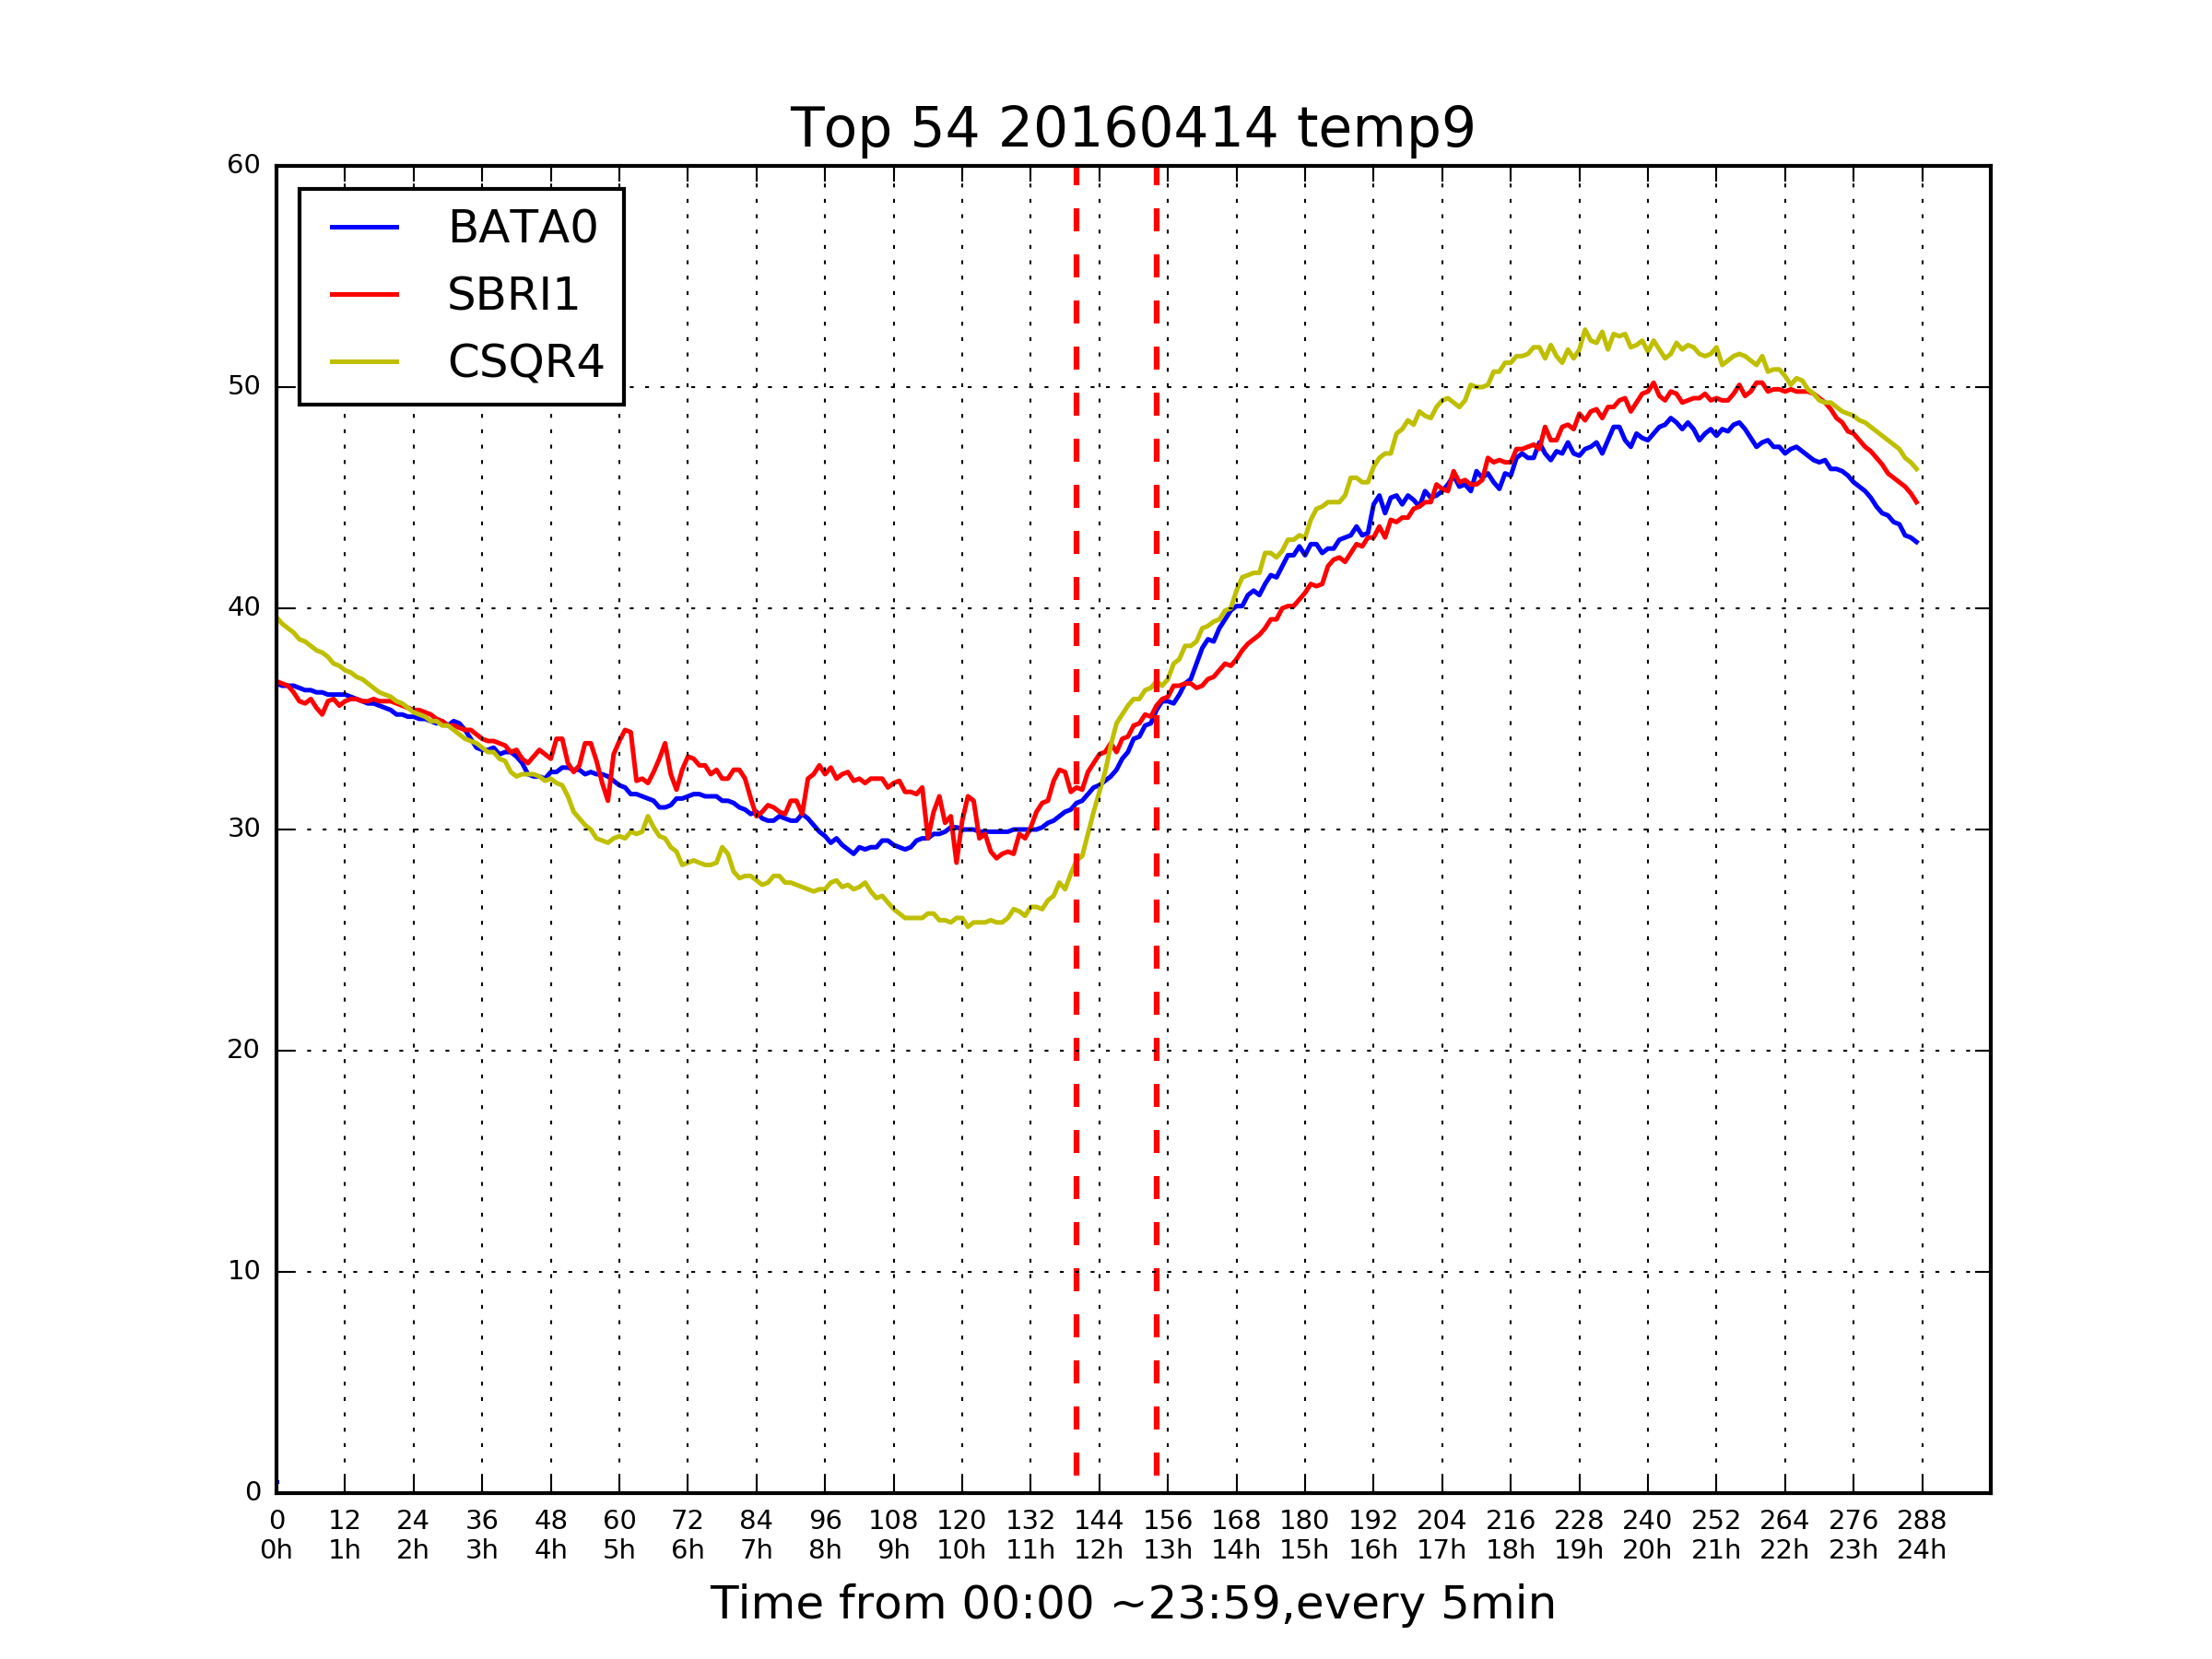 Top 54 20160414 temp9
60
50
40
30
20
10
0
BATA0
SBRI1
CSQR4
0 12 24 36 48 60 72 84 96 108 120 132 144 156 168 180 192 204 216 228 240 252 264 276 288
0h 1h 2h 3h 4h 5h 6h 7h 8h 9h 10h 11h 12h 13h 14h 15h 16h 17h 18h 19h 20h 21h 22h 23h 24h
Time from 00:00 ~23:59,every 5min